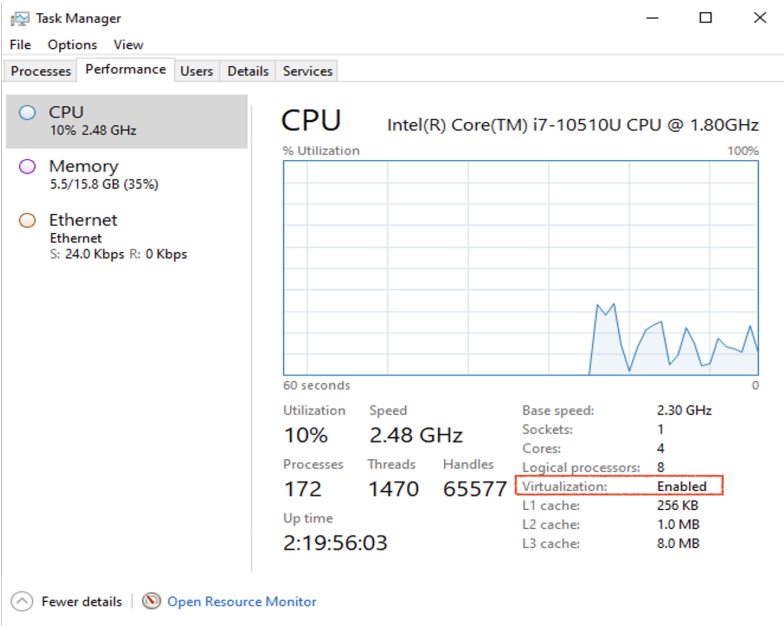 Task Manager
File Options View
Processes Performance Users Details Services
CPU
10% 2.48 GHz
Memory
5.5/15.8 GB (35%)
Ethernet
Ethernet
S: 24.0 Kbps R: 0 Kbps
CPU Intel(R) Core(TM) i7-10510U CPU @ 1.80GHz
% Utilization 100%
60 seconds 0
Utilization Speed
10% 2.48 GHz
Processes Threads Handles
172 1470 65577
Up time
2:19:56:03
Base speed: 2.30 GHz
Sockets: 1
Cores: 4
Logical processors: 8
Virtualization: Enabled
L1 cache: 256 KB
L2 cache: 1.0 MB
L3 cache: 8.0 MB
Fewer details Open Resource Monitor